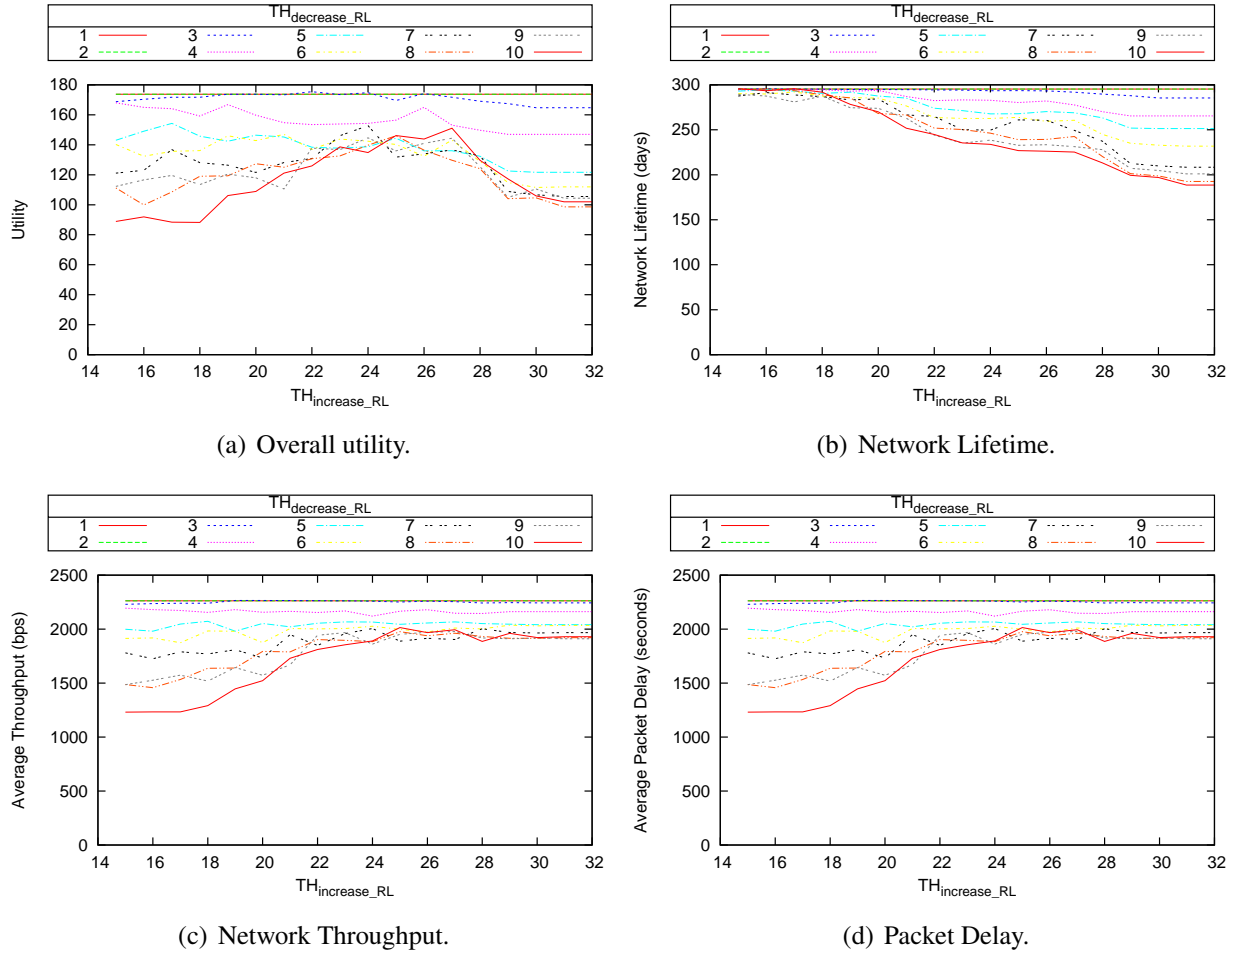 TH_decrease_RL
1 3 5 7 9
2 4 6 8 10
180
160
140
120
100
80
60
40
20
0
Utility
14 16 18 20 22 24 26 28 30 32
TH_increase_RL
(a) Overall utility.
TH_decrease_RL
1 3 5 7 9
2 4 6 8 10
300
250
200
150
100
50
0
Network Lifetime (days)
14 16 18 20 22 24 26 28 30 32
TH_increase_RL
(b) Network Lifetime.
TH_decrease_RL
1 3 5 7 9
2 4 6 8 10
2500
2000
1500
1000
500
0
Average Throughput (bps)
14 16 18 20 22 24 26 28 30 32
TH_increase_RL
(c) Network Throughput.
TH_decrease_RL
1 3 5 7 9
2 4 6 8 10
2500
2000
1500
1000
500
0
Average Packet Delay (seconds)
14 16 18 20 22 24 26 28 30 32
TH_increase_RL
(d) Packet Delay.